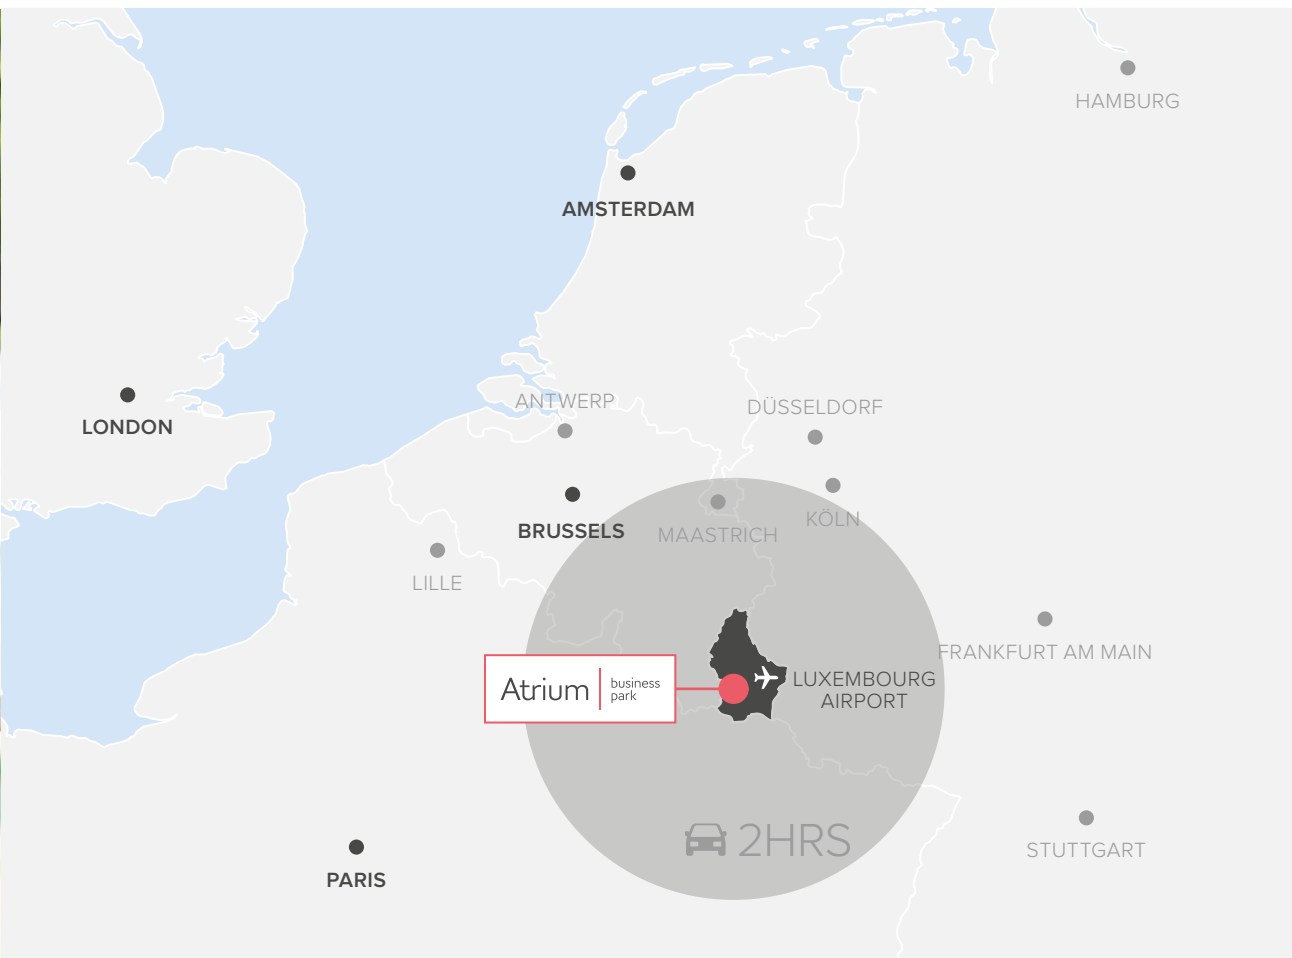 HAMBURG
AMSTERDAM
ANTWERP
DÜSSELDORF
LONDON
BRUSSELS
MAASTRICH
KÖLN
LILLE
FRANKFURT AM MAIN
Atrium
business
park
LUXEMBOURG
AIRPORT
2HRS
STUTTGART
PARIS